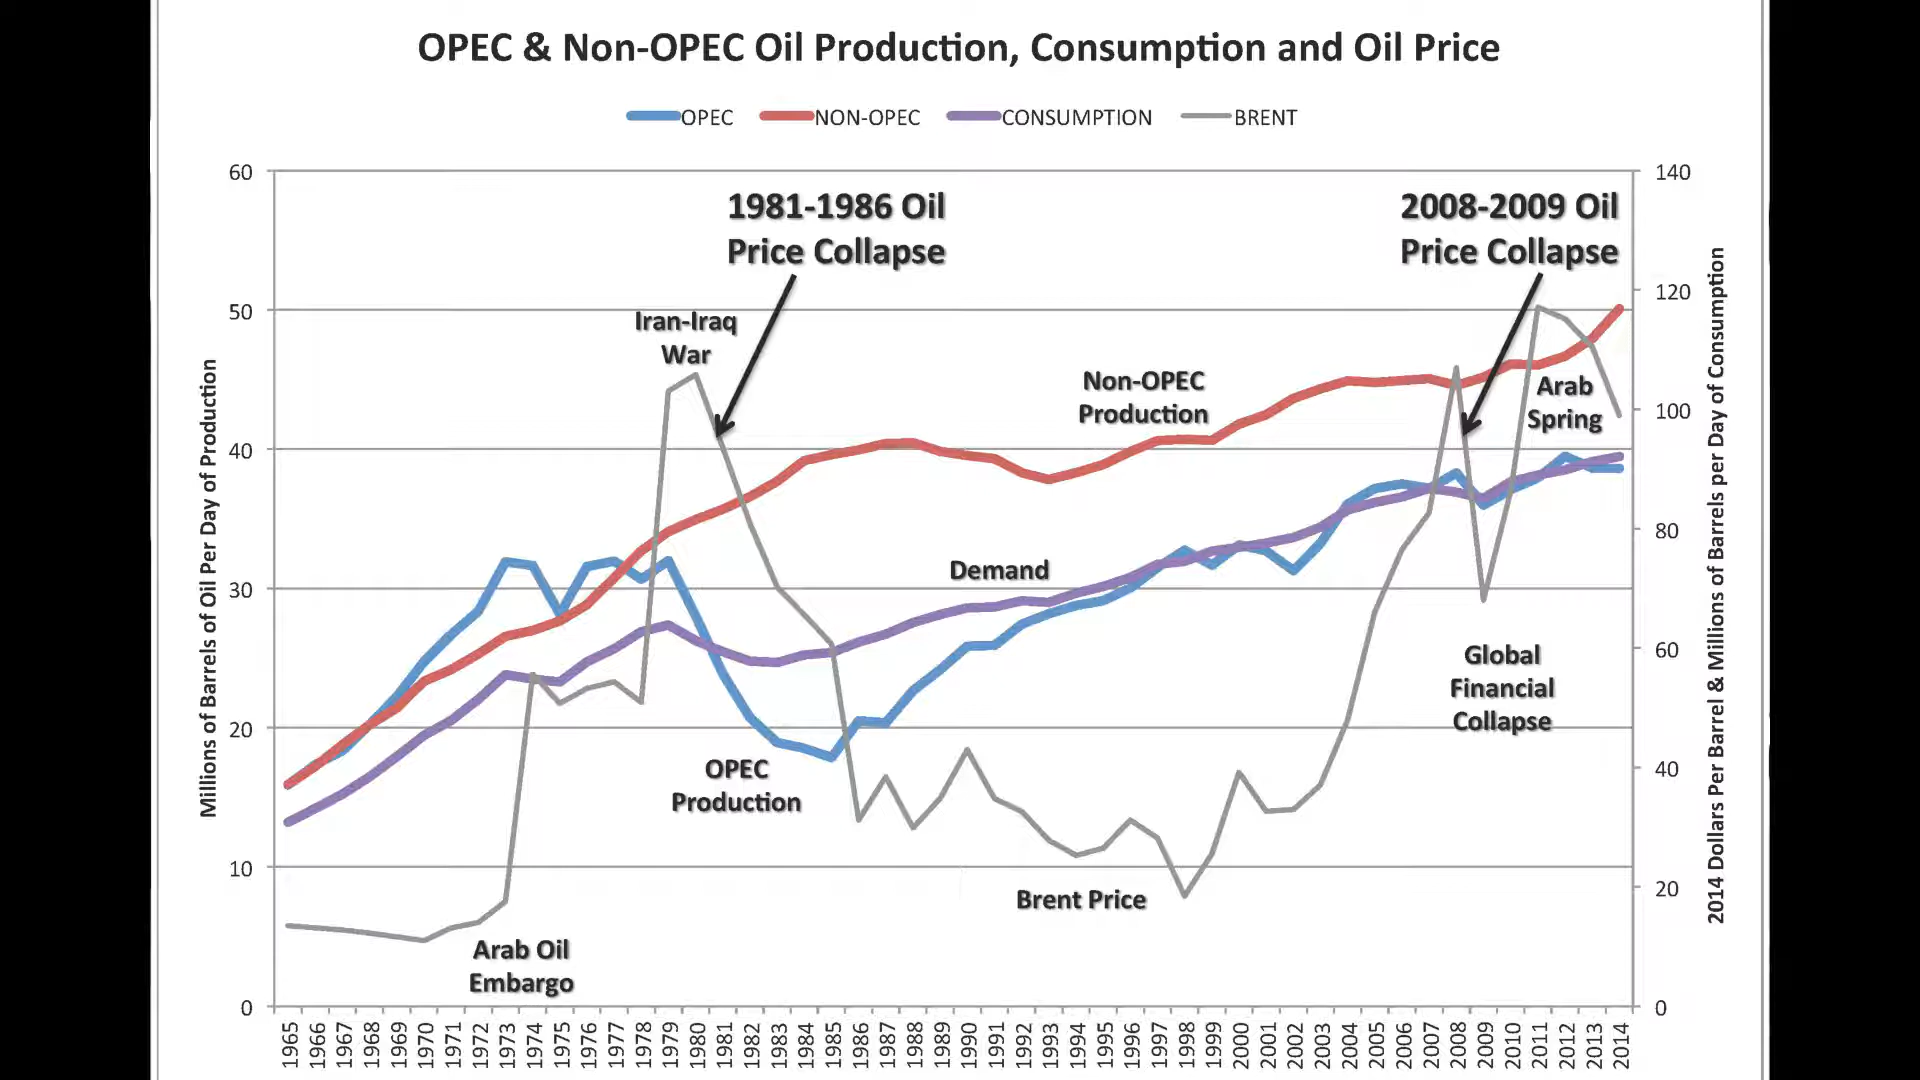 OPEC & Non-OPEC Oil Production, Consumption and Oil Price
OPEC NON-OPEC CONSUMPTION BRENT
60
50
40
30
20
10
0
Millions of Barrels of Oil Per Day of Production
140
120
100
80
60
40
20
0
2014 Dollars Per Barrel & Millions of Barrels per Day of Consumption
1981-1986 Oil
Price Collapse
2008-2009 Oil
Price Collapse
Iran-Iraq
War
Non-OPEC
Production
Arab
Spring
Demand
Global
Financial
Collapse
OPEC
Production
Brent Price
Arab Oil
Embargo
1965 1966 1967 1968 1969 1970 1971 1972 1973 1974 1975 1976 1977 1978 1979 1980 1981 1982 1983 1984 1985 1986 1987 1988 1989 1990 1991 1992 1993 1994 1995 1996 1997 1998 1999 2000 2001 2002 2003 2004 2005 2006 2007 2008 2009 2010 2011 2012 2013 2014